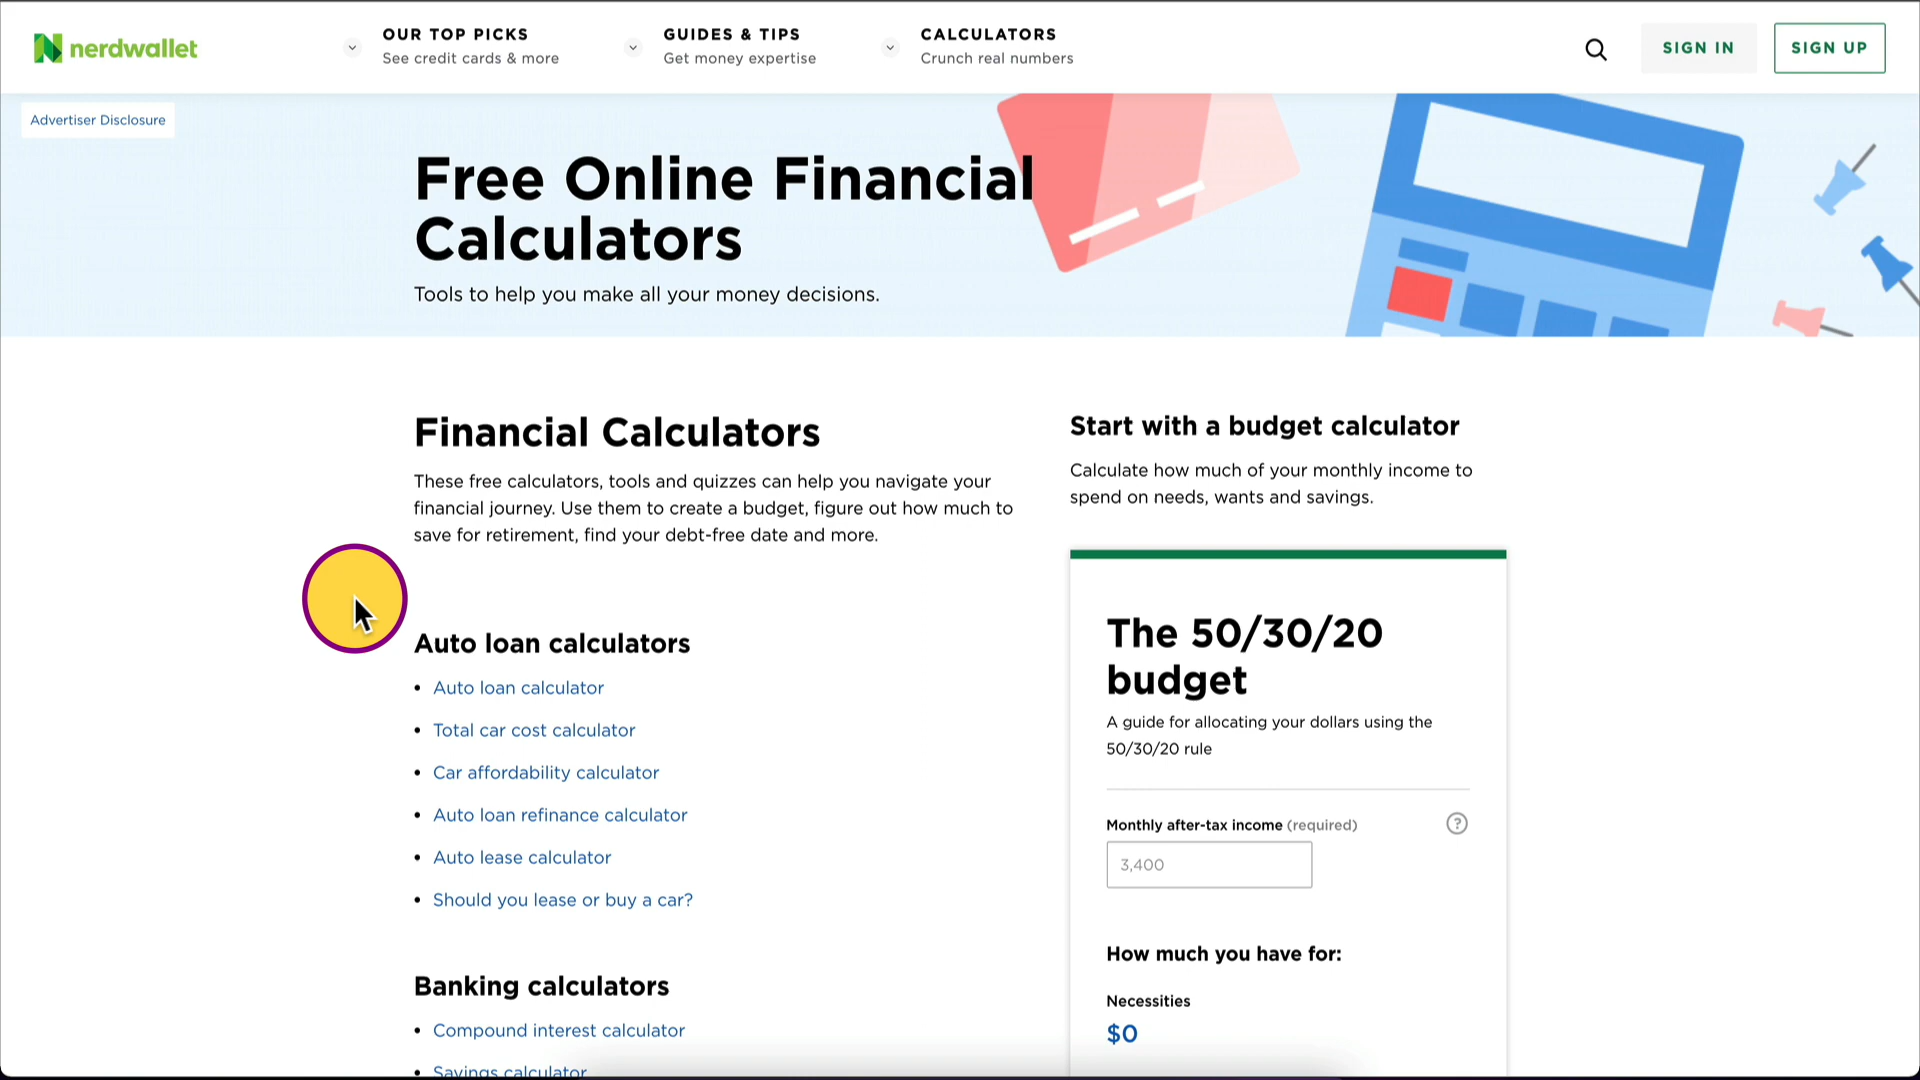 nerdwallet
OUR TOP PICKS
See credit cards & more
GUIDES & TIPS
Get money expertise
CALCULATORS
Crunch real numbers
SIGN IN
SIGN UP
Advertiser Disclosure
Free Online Financial
Calculators
Tools to help you make all your money decisions.
Financial Calculators
These free calculators, tools and quizzes can help you navigate your
financial journey. Use them to create a budget, figure out how much to
save for retirement, find your debt-free date and more.
Auto loan calculators
• Auto loan calculator
• Total car cost calculator
• Car affordability calculator
• Auto loan refinance calculator
• Auto lease calculator
• Should you lease or buy a car?
Banking calculators
• Compound interest calculator
• Savings calculator
Start with a budget calculator
Calculate how much of your monthly income to
spend on needs, wants and savings.
The 50/30/20
budget
A guide for allocating your dollars using the
50/30/20 rule
Monthly after-tax income (required)
?
3,400
How much you have for:
Necessities
$0